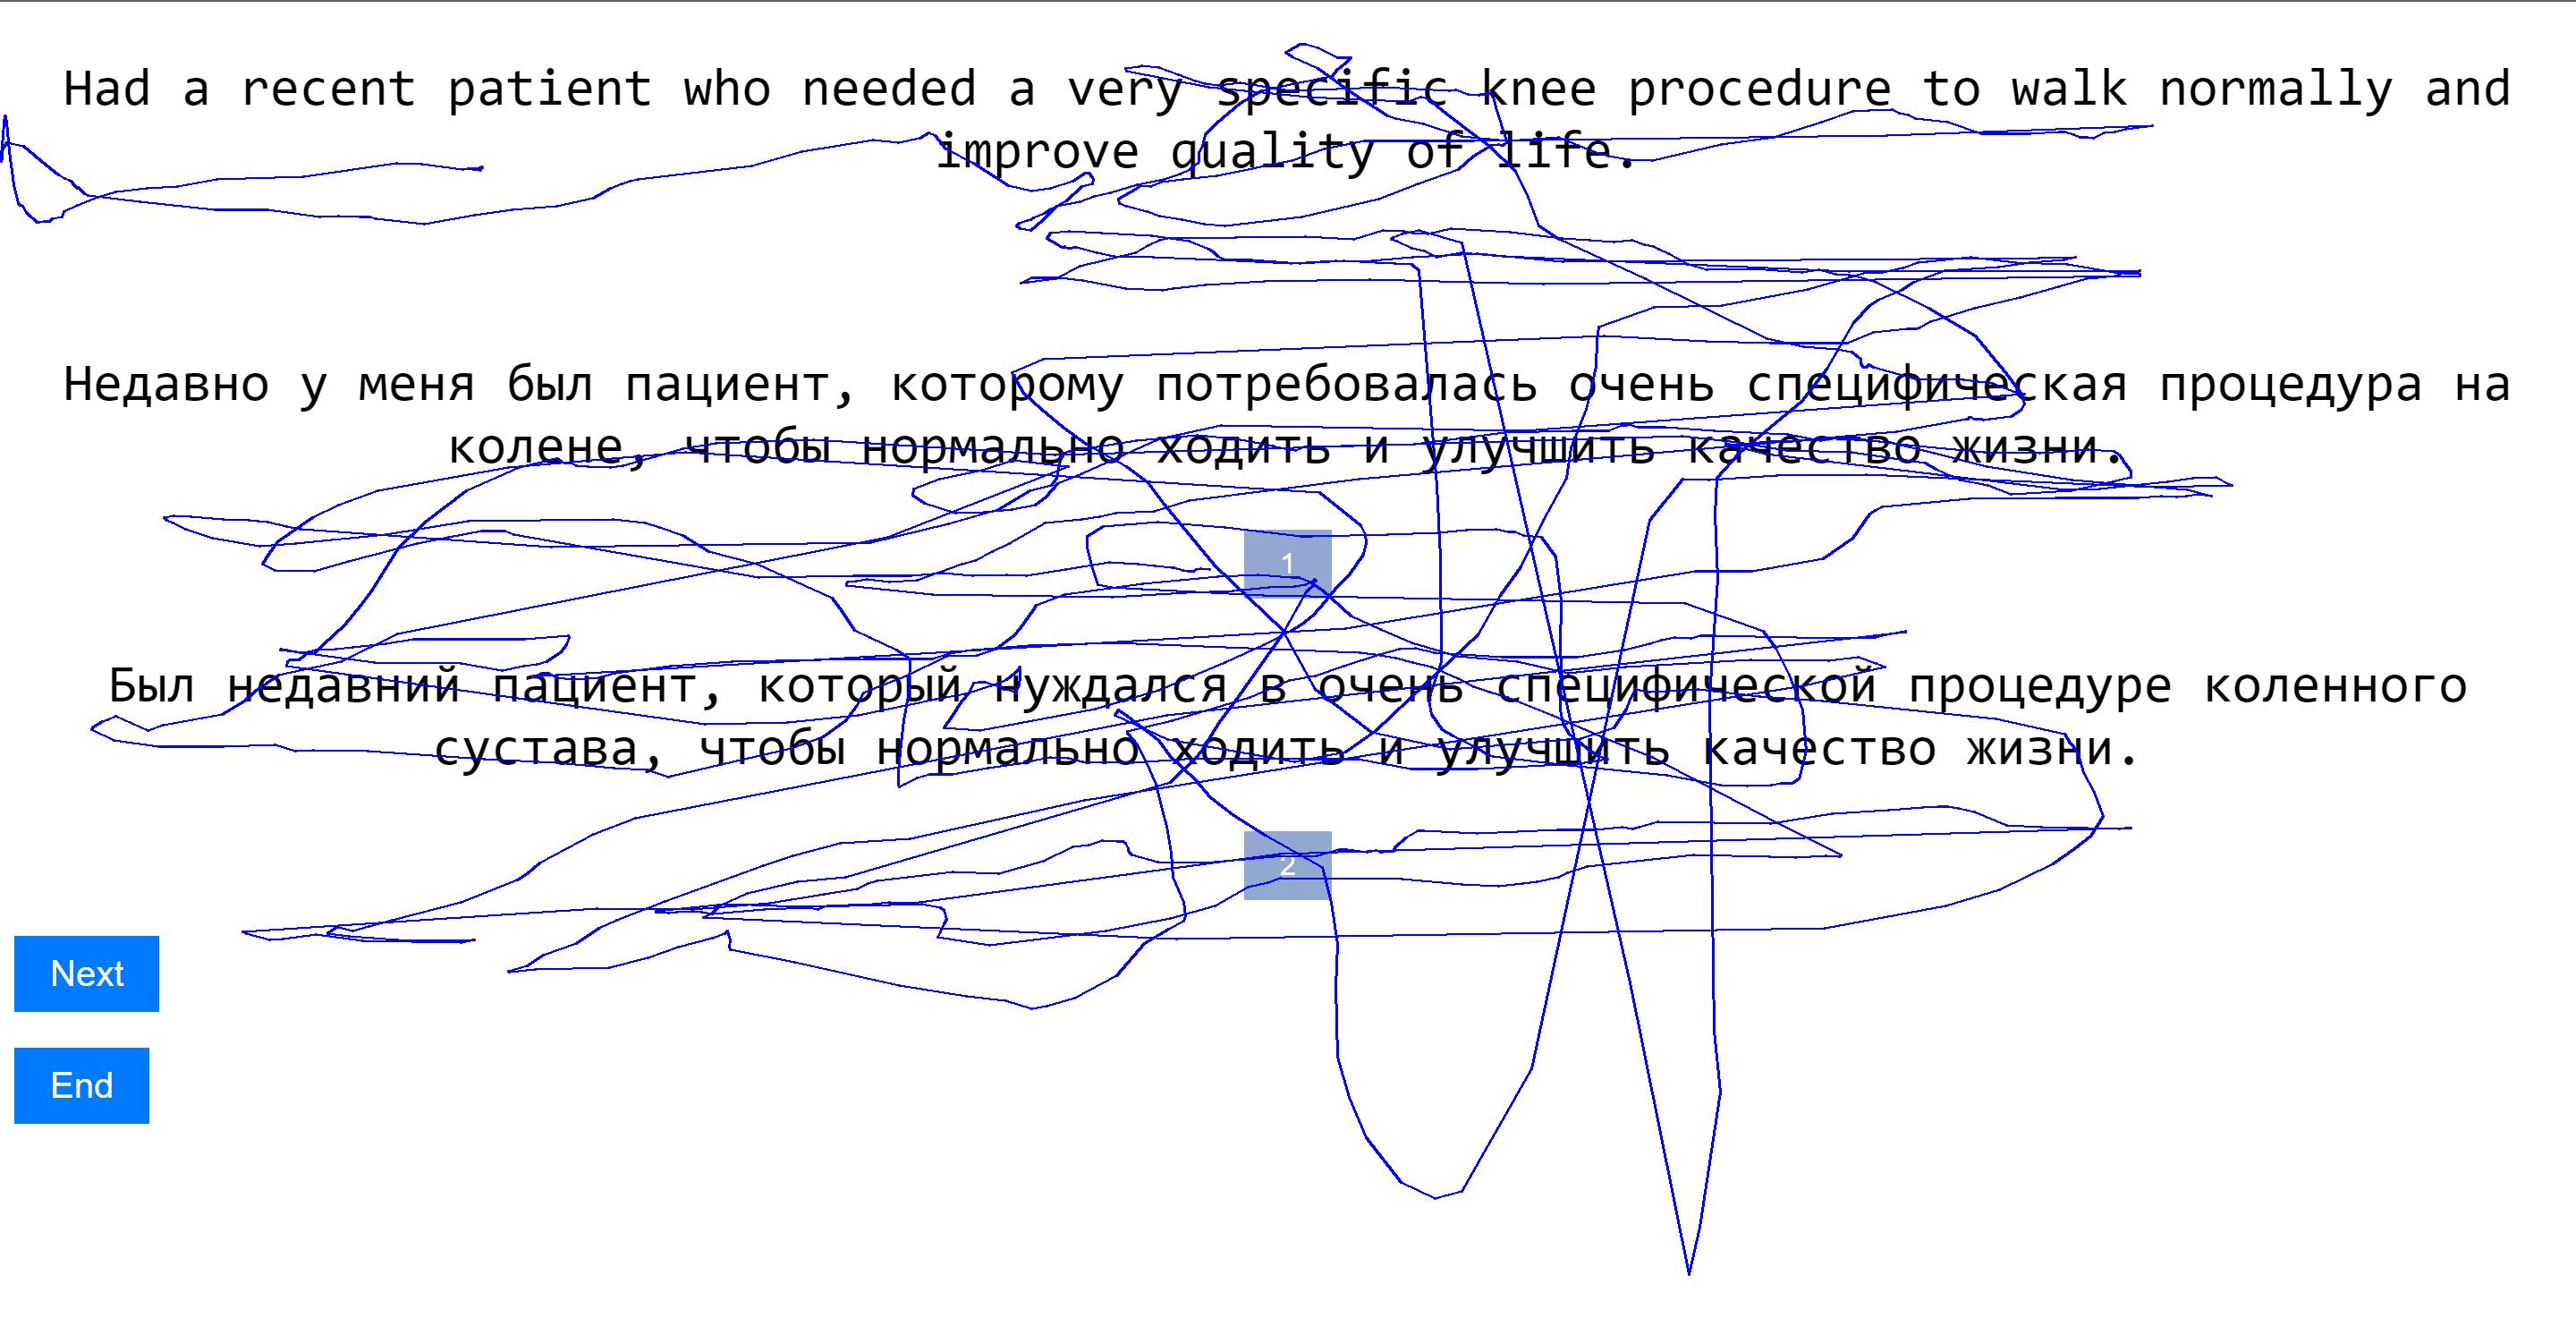 Had a recent patient who needed a very specific knee procedure to walk normally and
improve quality of life.
Недавно у меня был пациент, которому потребовалась очень специфическая процедура на
колене, чтобы нормально ходить и улучшить качество жизни.
1
Был недавний пациент, который нуждался в очень специфической процедуре коленного
сустава, чтобы нормально ходить и улучшить качество жизни.
2
Next
End